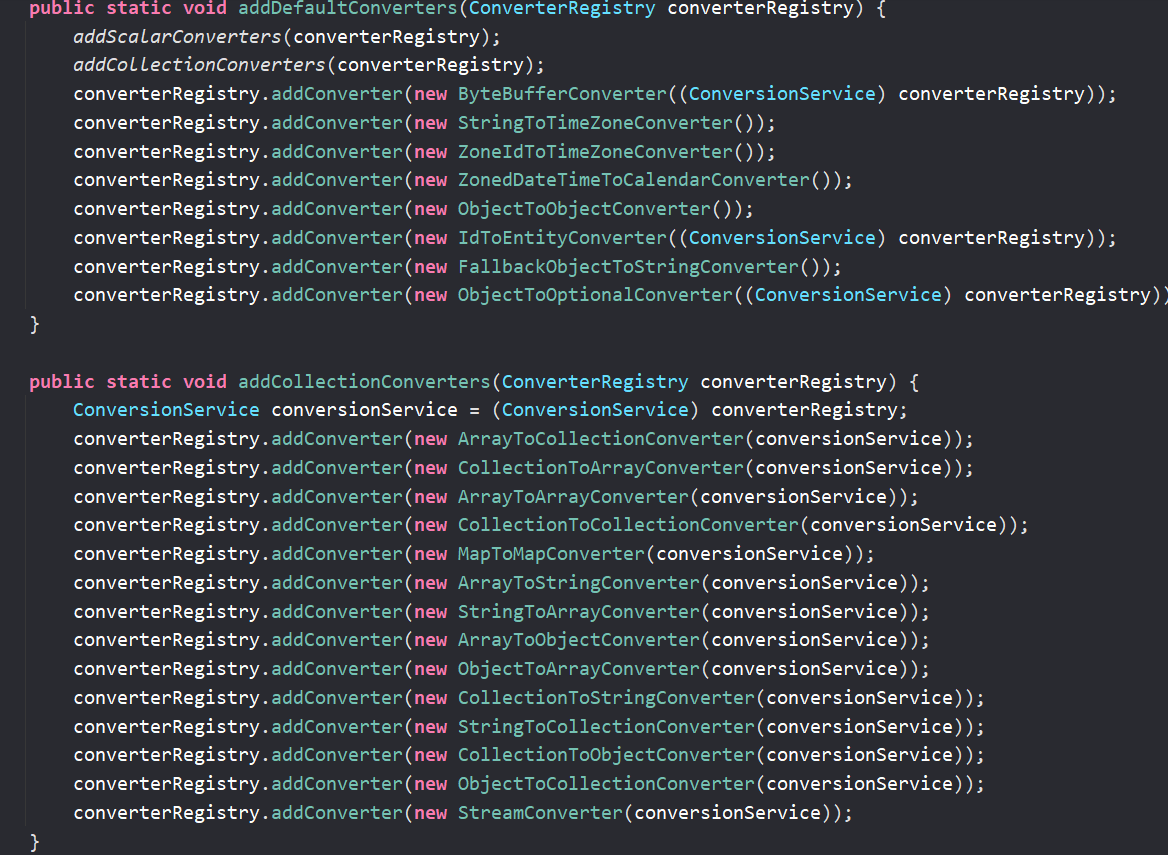 public static void addDefaultConverters(ConverterRegistry converterRegistry) {
addScalarConverters(converterRegistry);
addCollectionConverters(converterRegistry);
converterRegistry.addConverter(new ByteBufferConverter((ConversionService) converterRegistry));
converterRegistry.addConverter(new StringToTimeZoneConverter());
converterRegistry.addConverter(new ZoneIdToTimeZoneConverter());
converterRegistry.addConverter(new ZonedDateTimeToCalendarConverter());
converterRegistry.addConverter(new ObjectToObjectConverter());
converterRegistry.addConverter(new IdToEntityConverter((ConversionService) converterRegistry));
converterRegistry.addConverter(new FallbackObjectToStringConverter());
converterRegistry.addConverter(new ObjectToOptionalConverter((ConversionService) converterRegistry))
}
public static void addCollectionConverters(ConverterRegistry converterRegistry) {
ConversionService conversionService = (ConversionService) converterRegistry;
converterRegistry.addConverter(new ArrayToCollectionConverter(conversionService));
converterRegistry.addConverter(new CollectionToArrayConverter(conversionService));
converterRegistry.addConverter(new ArrayToArrayConverter(conversionService));
converterRegistry.addConverter(new CollectionToCollectionConverter(conversionService));
converterRegistry.addConverter(new MapToMapConverter(conversionService));
converterRegistry.addConverter(new ArrayToStringConverter(conversionService));
converterRegistry.addConverter(new StringToArrayConverter(conversionService));
converterRegistry.addConverter(new ArrayToObjectConverter(conversionService));
converterRegistry.addConverter(new ObjectToArrayConverter(conversionService));
converterRegistry.addConverter(new CollectionToStringConverter(conversionService));
converterRegistry.addConverter(new StringToCollectionConverter(conversionService));
converterRegistry.addConverter(new CollectionToObjectConverter(conversionService));
converterRegistry.addConverter(new ObjectToCollectionConverter(conversionService));
converterRegistry.addConverter(new StreamConverter(conversionService));
}